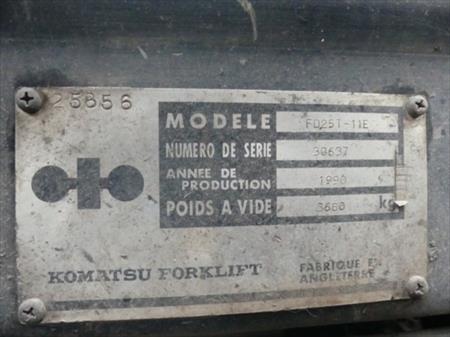 25856
MODELE FD25T-11E
NUMERO DE SERIE 30637
ANNEE DE PRODUCTION 1990
POIDS A VIDE 3680 kg
KOMATSU FORKLIFT
FABRIQUE EN
ANGLETERRE